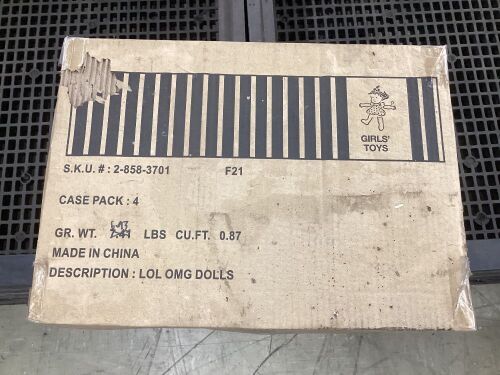 GIRLS'
TOYS
S.K.U. # : 2-858-3701 F21
CASE PACK : 4
GR. WT. LBS CU.FT. 0.87
MADE IN CHINA
DESCRIPTION : LOL OMG DOLLS